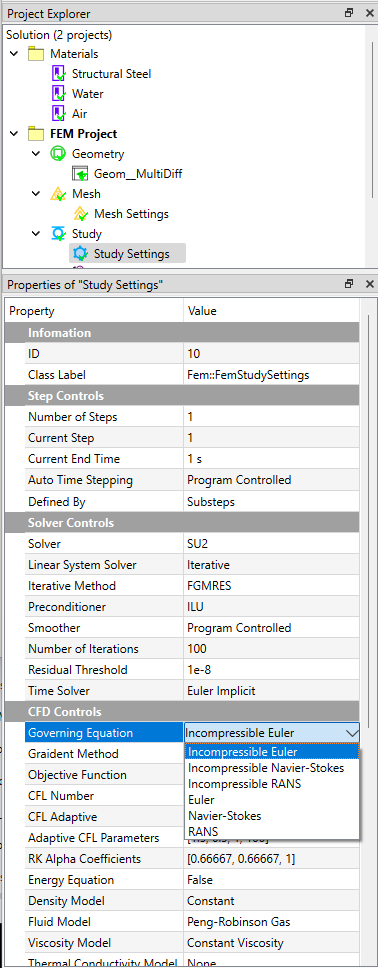 Project Explorer
Solution (2 projects)
Materials
Structural Steel
Water
Air
FEM Project
Geometry
Geom__MultiDiff
Mesh
Mesh Settings
Study
Study Settings
Properties of "Study Settings"
Property Value
Infomation
ID 10
Class Label Fem::FemStudySettings
Step Controls
Number of Steps 1
Current Step 1
Current End Time 1 s
Auto Time Stepping Program Controlled
Defined By Substeps
Solver Controls
Solver SU2
Linear System Solver Iterative
Iterative Method FGMRES
Preconditioner ILU
Smoother Program Controlled
Number of Iterations 100
Residual Threshold 1e-8
Time Solver Euler Implicit
CFD Controls
Governing Equation Incompressible Euler
Graident Method Incompressible Euler
Incompressible Navier-Stokes
Objective Function Incompressible RANS
CFL Number Euler
CFL Adaptive Navier-Stokes
RANS
Adaptive CFL Parameters
RK Alpha Coefficients [0.66667, 0.66667, 1]
Energy Equation False
Density Model Constant
Fluid Model Peng-Robinson Gas
Viscosity Model Constant Viscosity
Thermal Conductivity Model None